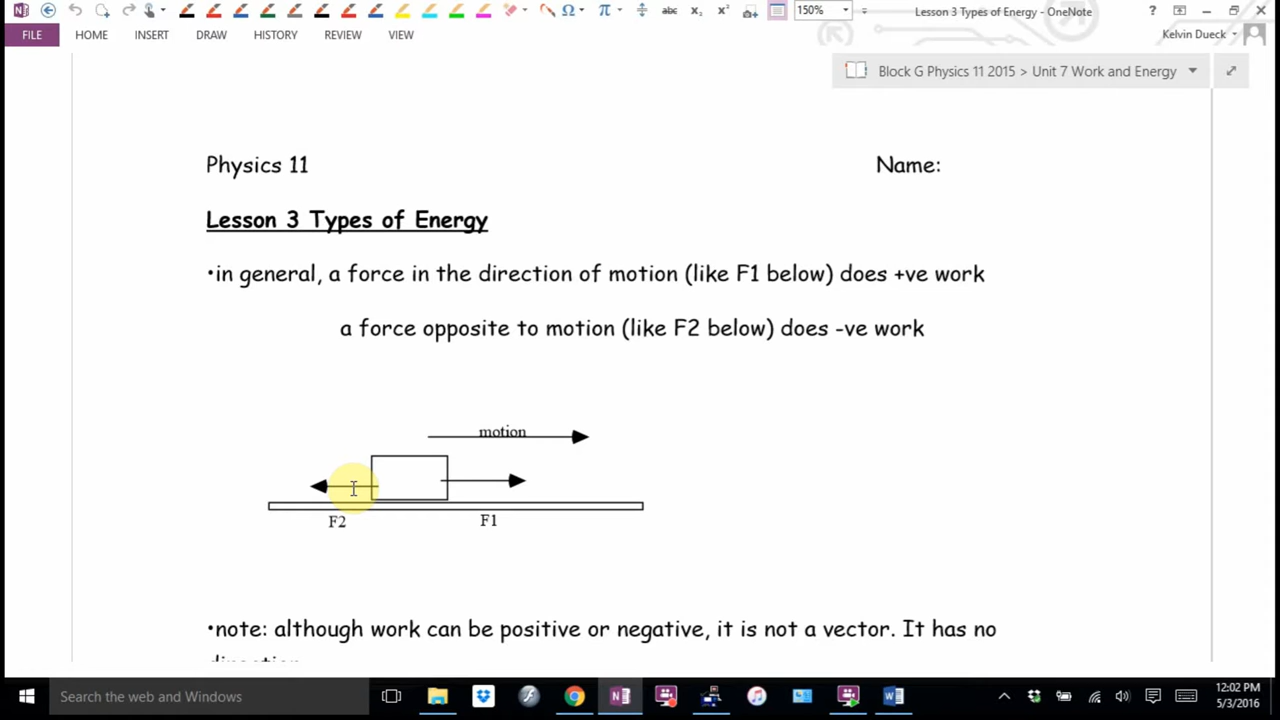 150%
Lesson 3 Types of Energy - OneNote
FILE HOME INSERT DRAW HISTORY REVIEW VIEW
Kelvin Dueck
Block G Physics 11 2015 > Unit 7 Work and Energy
Physics 11 Name:
Lesson 3 Types of Energy
•in general, a force in the direction of motion (like F1 below) does +ve work
a force opposite to motion (like F2 below) does -ve work
motion
F2 F1
•note: although work can be positive or negative, it is not a vector. It has no
direction
Search the web and Windows
12:02 PM
5/3/2016